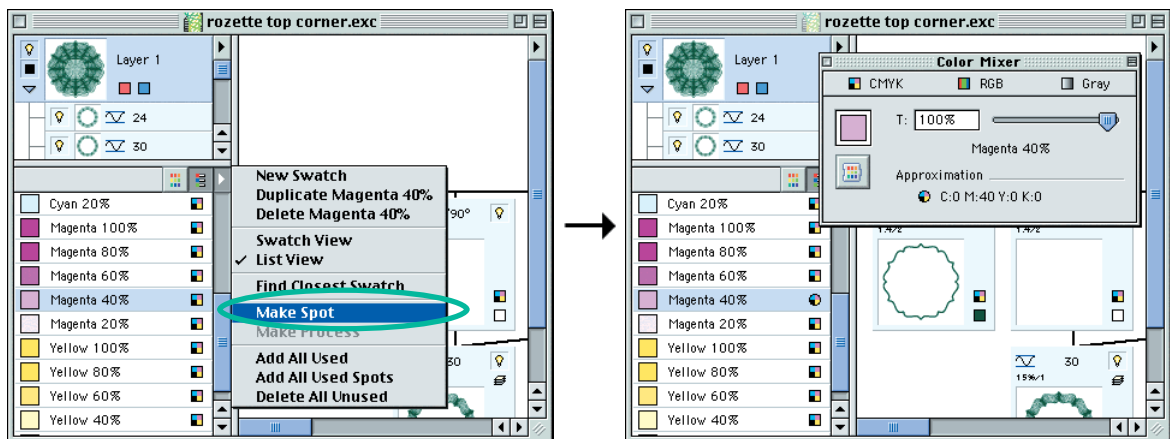 rozette top corner.exc
Layer 1
24
30
Cyan 20%
Magenta 100%
Magenta 80%
Magenta 60%
Magenta 40%
Magenta 20%
Yellow 100%
Yellow 80%
Yellow 60%
Yellow 40%
New Swatch
Duplicate Magenta 40%
Delete Magenta 40%
Swatch View
✓ List View
Find Closest Swatch
Make Spot
Make Process
Add All Used
Add All Used Spots
Delete All Unused
/90°
30
rozette top corner.exc
Layer 1
24
30
Color Mixer
CMYK RGB Gray
T: 100%
Magenta 40%
Approximation
C:0 M:40 Y:0 K:0
Cyan 20%
Magenta 100%
Magenta 80%
Magenta 60%
Magenta 40%
Magenta 20%
Yellow 100%
Yellow 80%
Yellow 60%
Yellow 40%
30
15%/1